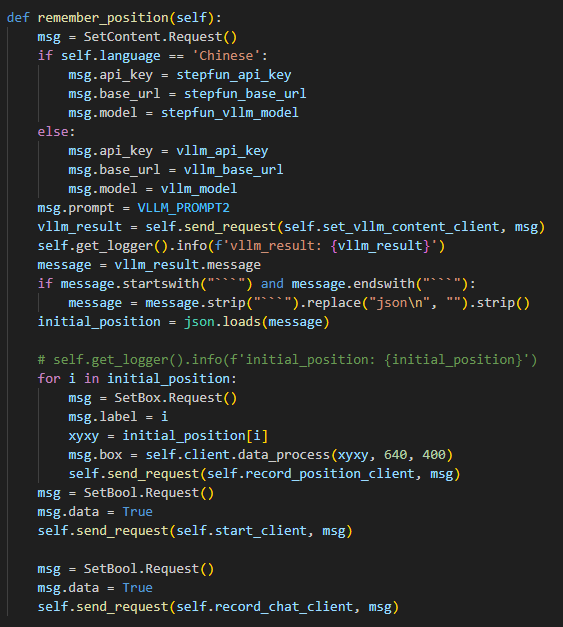 def remember_position(self):
    msg = SetContent.Request()
    if self.language == 'Chinese':
        msg.api_key = stepfun_api_key
        msg.base_url = stepfun_base_url
        msg.model = stepfun_vllm_model
    else:
        msg.api_key = vllm_api_key
        msg.base_url = vllm_base_url
        msg.model = vllm_model
    msg.prompt = VLLM_PROMPT2
    vllm_result = self.send_request(self.set_vllm_content_client, msg)
    self.get_logger().info(f'vllm_result: {vllm_result}')
    message = vllm_result.message
    if message.startswith("```") and message.endswith("```"):
        message = message.strip("```").replace("json\n", "").strip()
    initial_position = json.loads(message)

    # self.get_logger().info(f'initial_position: {initial_position}')
    for i in initial_position:
        msg = SetBox.Request()
        msg.label = i
        xyxy = initial_position[i]
        msg.box = self.client.data_process(xyxy, 640, 400)
        self.send_request(self.record_position_client, msg)
    msg = SetBool.Request()
    msg.data = True
    self.send_request(self.start_client, msg)

    msg = SetBool.Request()
    msg.data = True
    self.send_request(self.record_chat_client, msg)